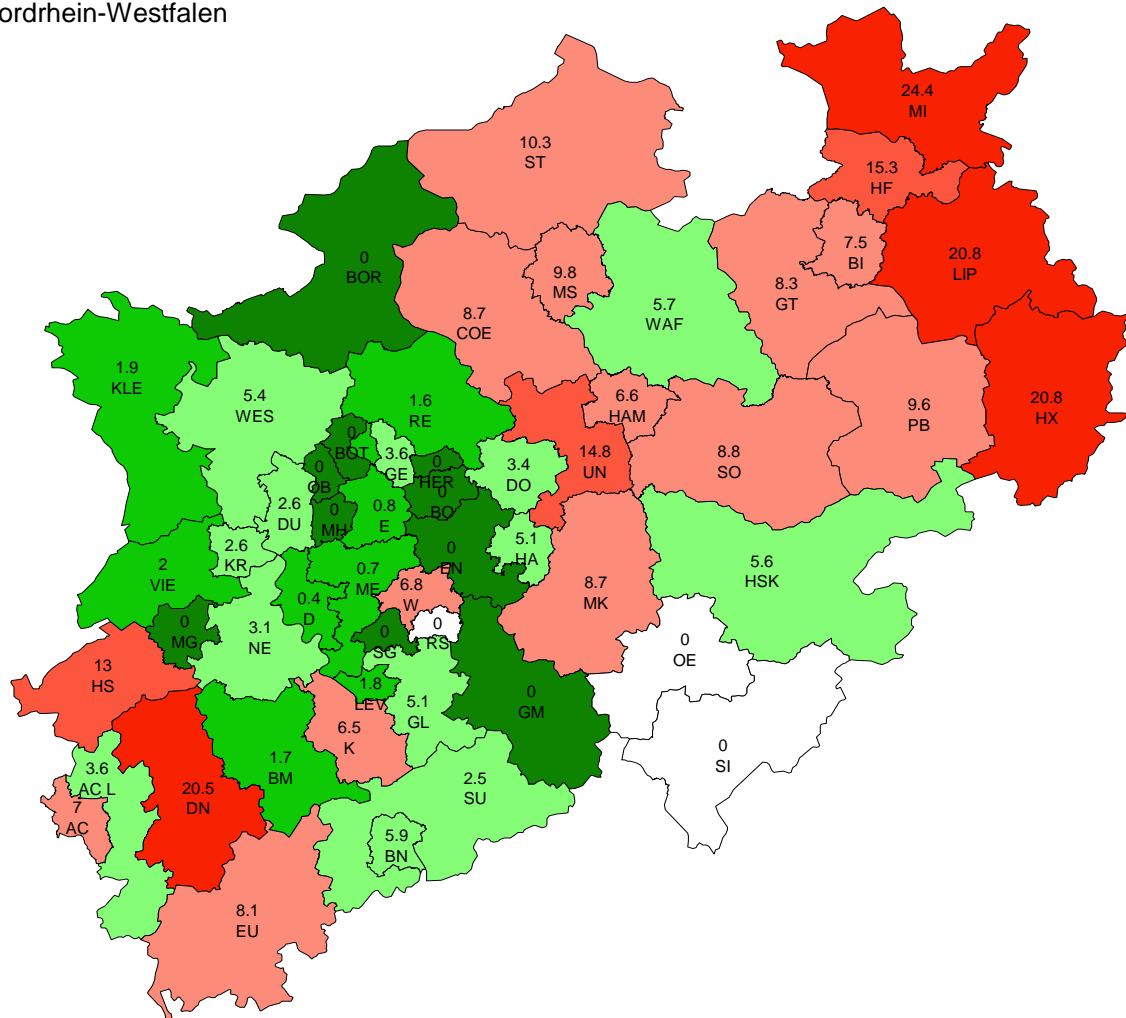 ordrhein-Westfalen
24.4
MI
10.3
ST
15.3
HF
7.5
BI
20.8
LIP
0
BOR
9.8
MS
8.3
GT
5.7
WAF
8.7
COE
1.9
KLE
5.4
WES
1.6
RE
6.6
HAM
9.6
PB
20.8
HX
0
BOT
3.6
GE
0
HER
3.4
DO
14.8
UN
8.8
SO
0
OB
2.6
DU
0
MH
0.8
E
0
BO
5.1
HA
2.6
KR
0
EN
5.6
HSK
2
VIE
0.7
ME
6.8
W
8.7
MK
0.4
D
0
MG
3.1
NE
0
SG
0
RS
0
OE
13
HS
1.8
LEV
5.1
GL
0
GM
6.5
K
0
SI
1.7
BM
3.6
AC L
20.5
DN
2.5
SU
7
AC
5.9
BN
8.1
EU